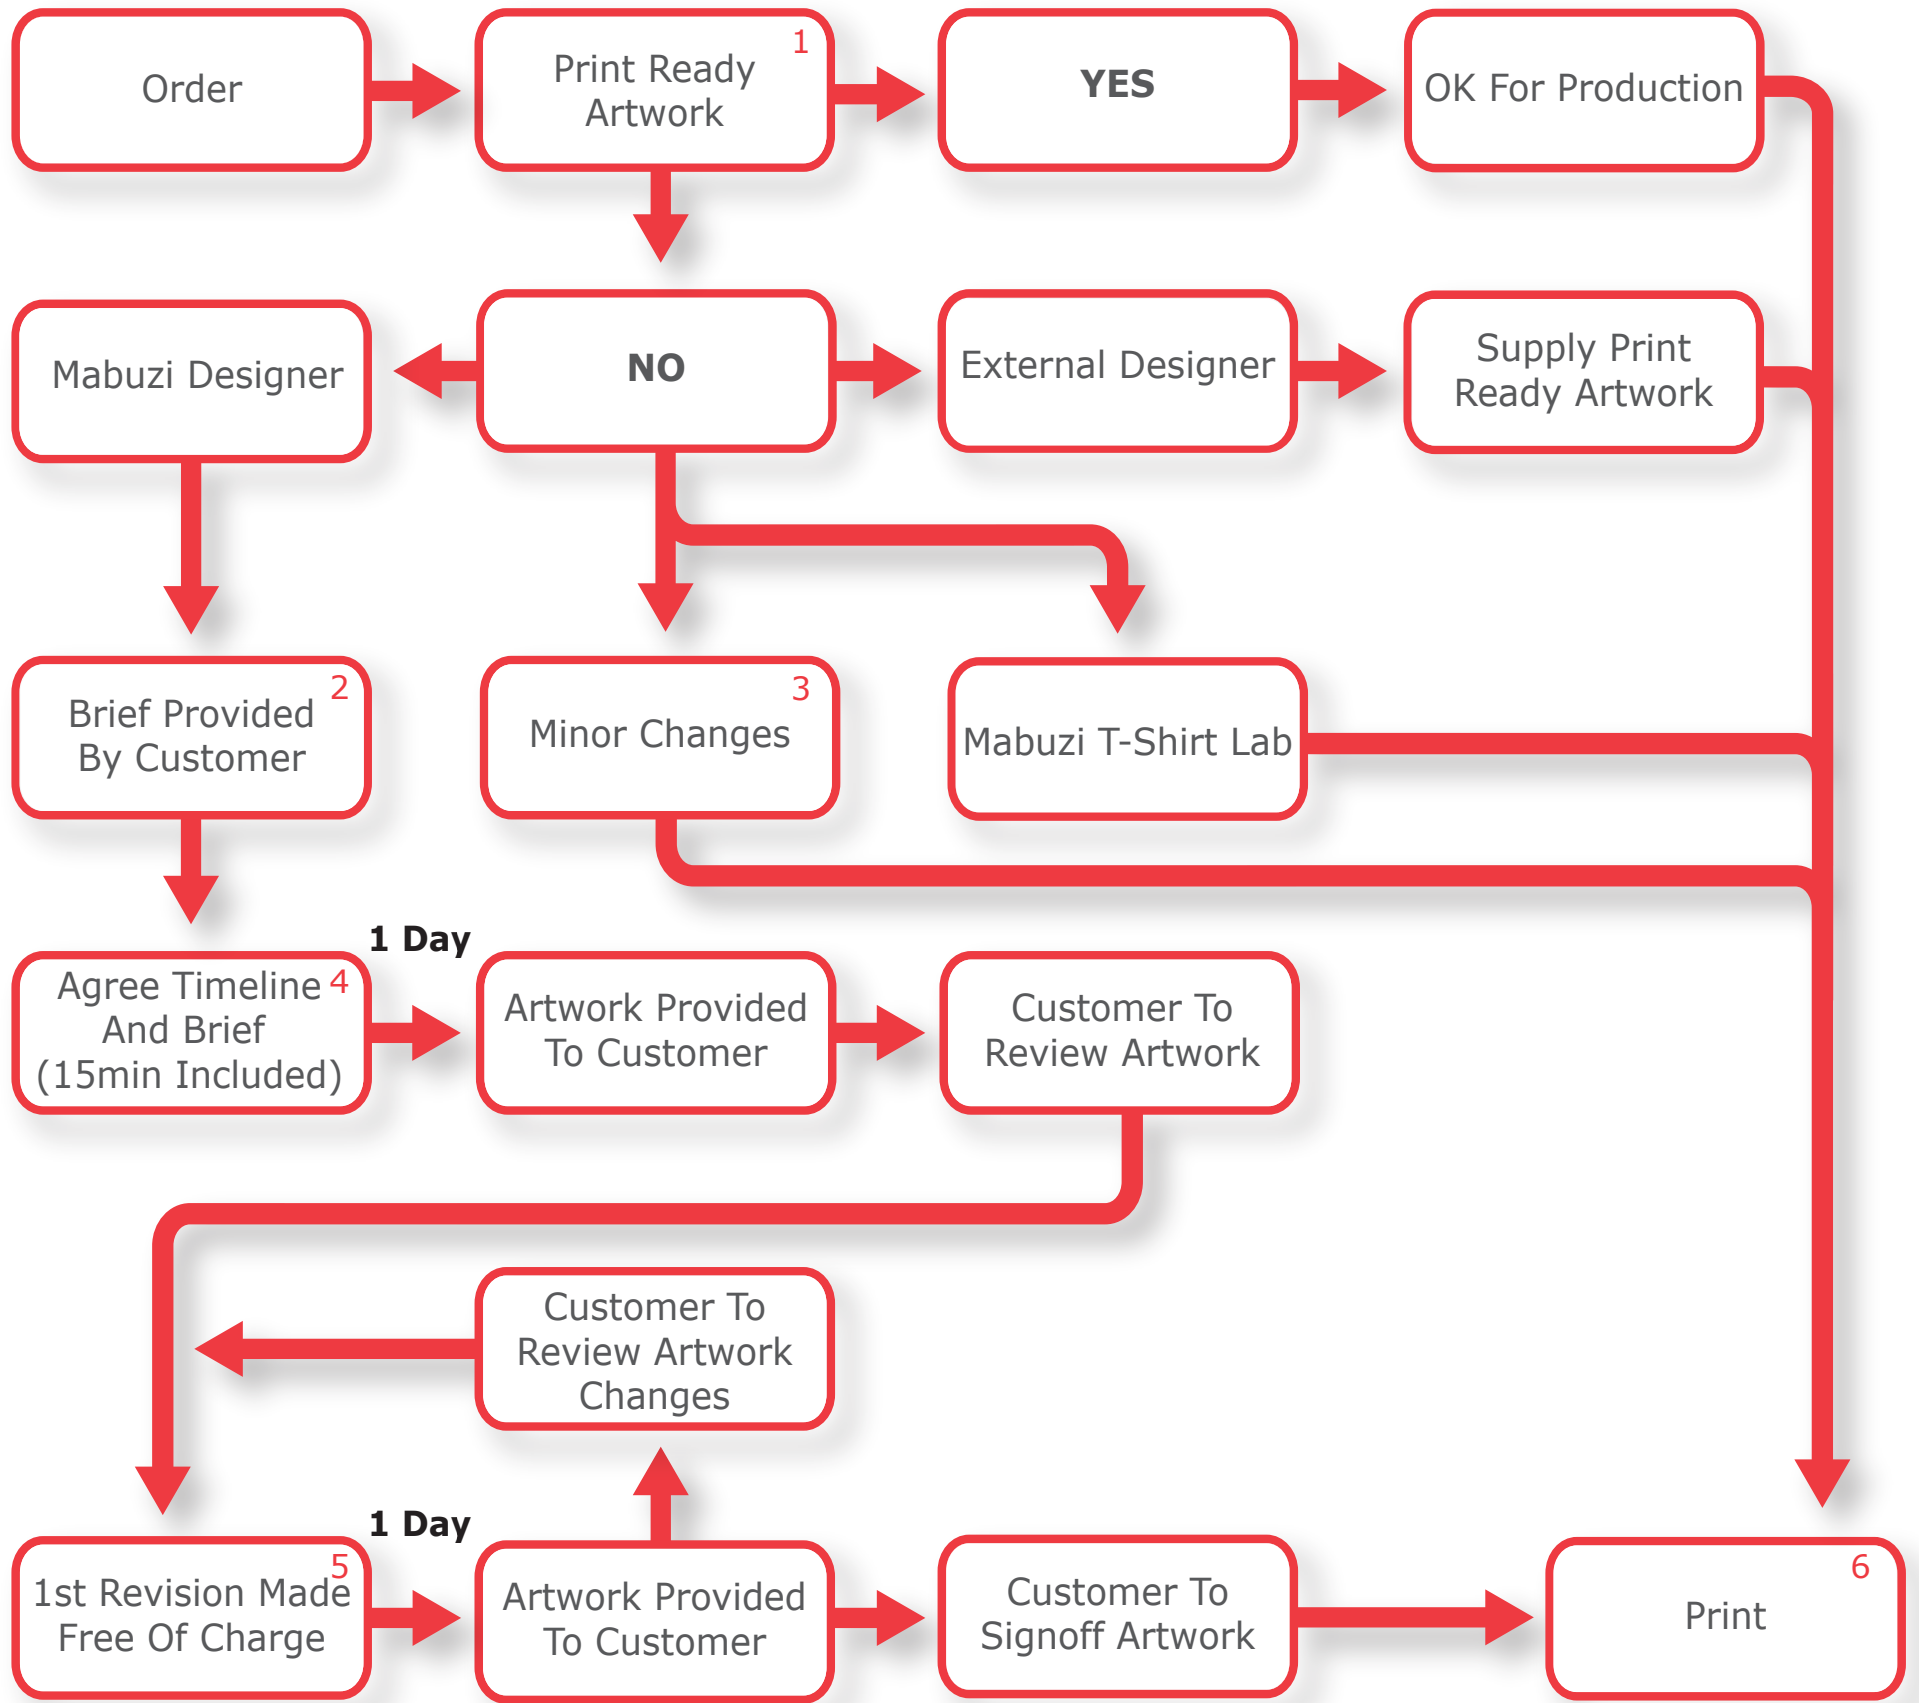 Order
Print Ready
Artwork
1
YES
OK For Production
Mabuzi Designer
NO
External Designer
Supply Print
Ready Artwork
Brief Provided
By Customer
2
Minor Changes
3
Mabuzi T-Shirt Lab
1 Day
Agree Timeline
And Brief
(15min Included)
4
Artwork Provided
To Customer
Customer To
Review Artwork
Customer To
Review Artwork
Changes
1 Day
1st Revision Made
Free Of Charge
5
Artwork Provided
To Customer
Customer To
Signoff Artwork
Print
6